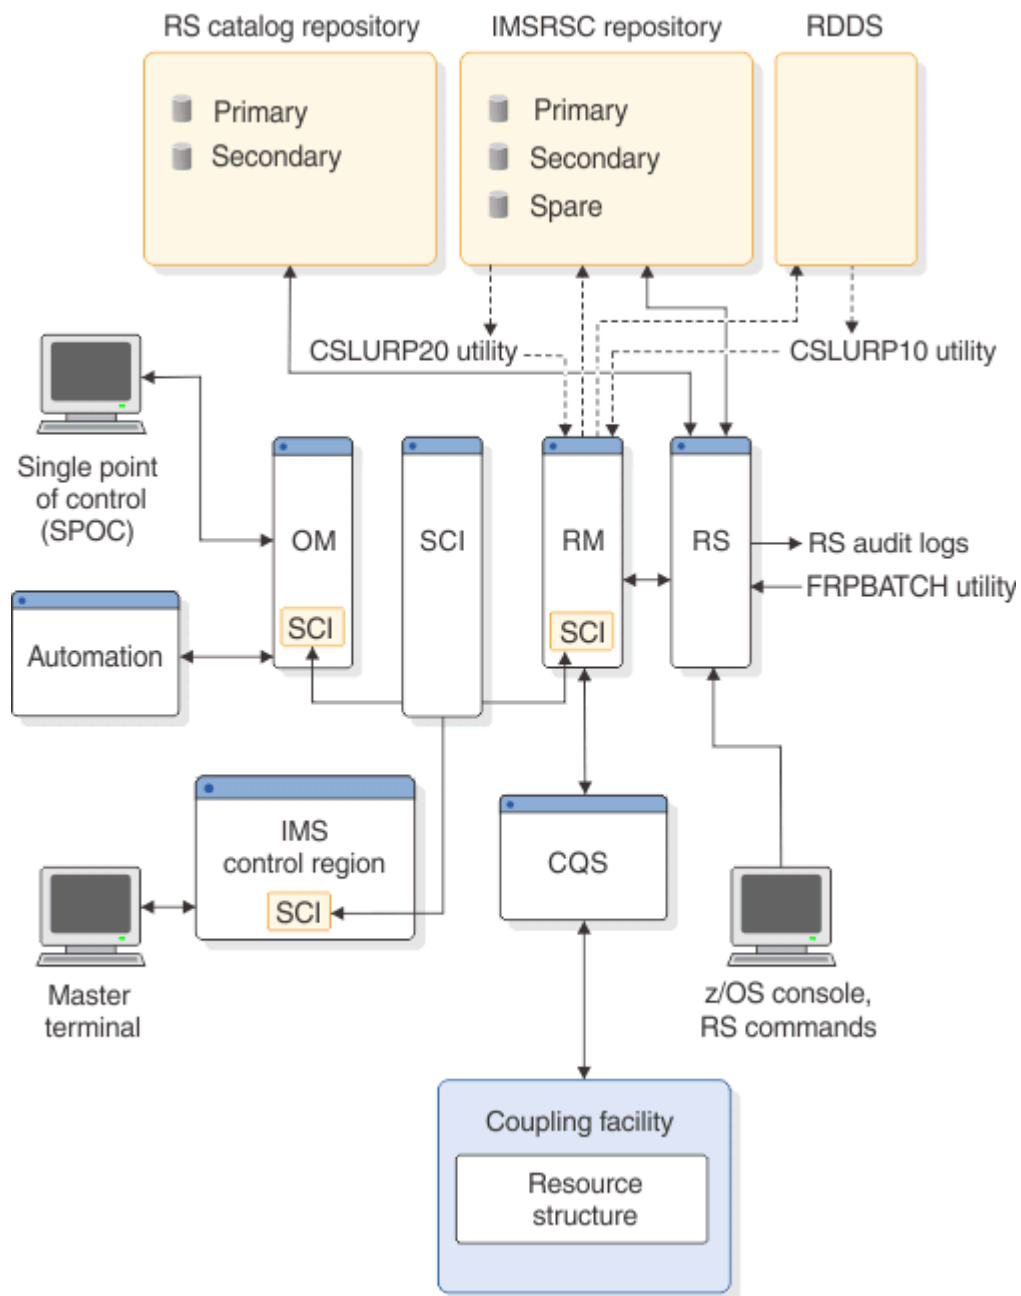 RS catalog repository
IMSRSC repository
RDDS
Primary
Secondary
Primary
Secondary
Spare
CSLURP20 utility
CSLURP10 utility
Single point
of control
(SPOC)
OM
SCI
SCI
RM
SCI
RS
RS audit logs
FRPBATCH utility
Automation
IMS
control region
SCI
CQS
Master
terminal
z/OS console,
RS commands
Coupling facility
Resource
structure